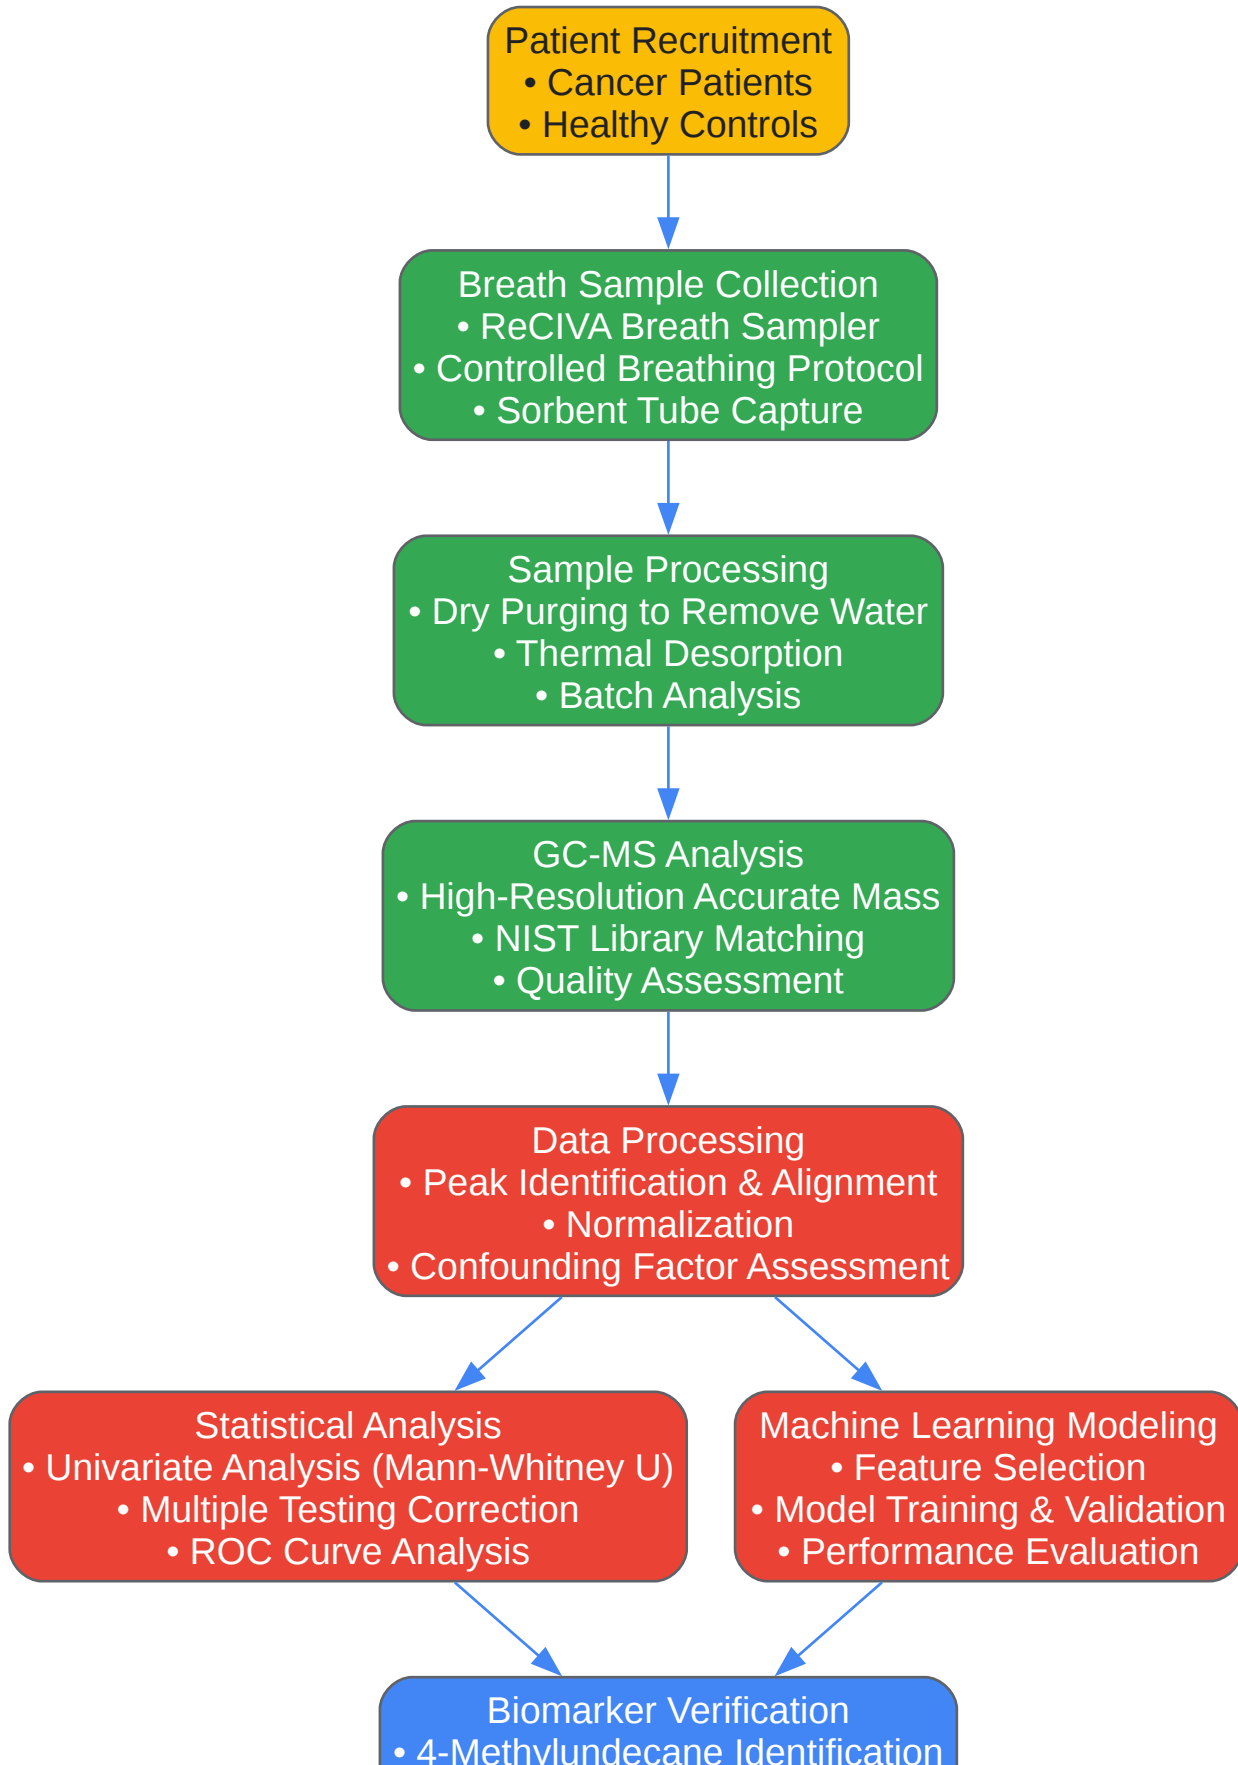 Patient Recruitment
• Cancer Patients
• Healthy Controls
Breath Sample Collection
• ReCIVA Breath Sampler
• Controlled Breathing Protocol
• Sorbent Tube Capture
Sample Processing
• Dry Purging to Remove Water
• Thermal Desorption
• Batch Analysis
GC-MS Analysis
• High-Resolution Accurate Mass
• NIST Library Matching
• Quality Assessment
Data Processing
• Peak Identification & Alignment
• Normalization
• Confounding Factor Assessment
Statistical Analysis
• Univariate Analysis (Mann-Whitney U)
• Multiple Testing Correction
• ROC Curve Analysis
Machine Learning Modeling
• Feature Selection
• Model Training & Validation
• Performance Evaluation
Biomarker Verification
• 4-Methylundecane Identification